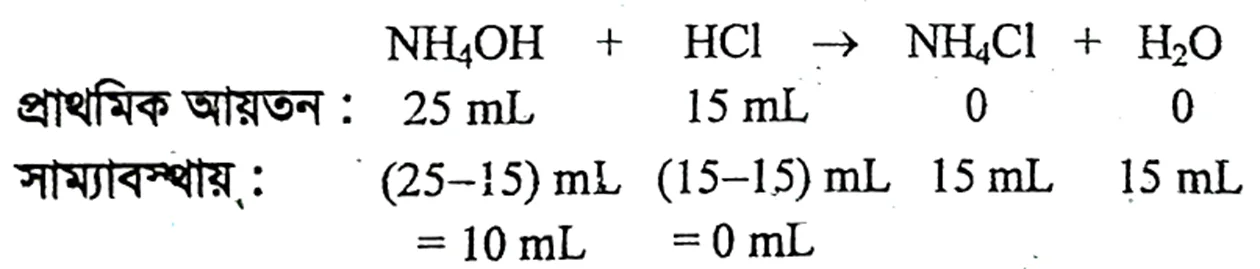 NH₄OH + HCl → NH₄Cl + H₂O
প্রাথমিক আয়তন : 25 mL 15 mL 0 0
সাম্যাবস্থায় : (25–15) mL (15–15) mL 15 mL 15 mL
= 10 mL = 0 mL